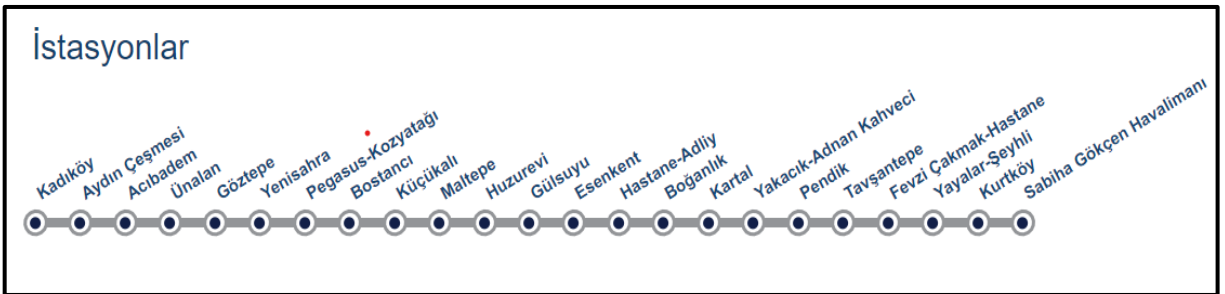 İstasyonlar
Kadıköy
Aydın Çeşmesi
Acıbadem
Ünalan
Göztepe
Yenisahra
Pegasus-Kozyatağı
Bostancı
Küçükalı
Maltepe
Huzurevi
Gülsuyu
Esenkent
Hastane-Adliy
Boğanlık
Kartal
Yakacık-Adnan Kahveci
Pendik
Tavşantepe
Fevzi Çakmak-Hastane
Yayalar-Şeyhli
Kurtköy
Sabiha Gökçen Havalimanı